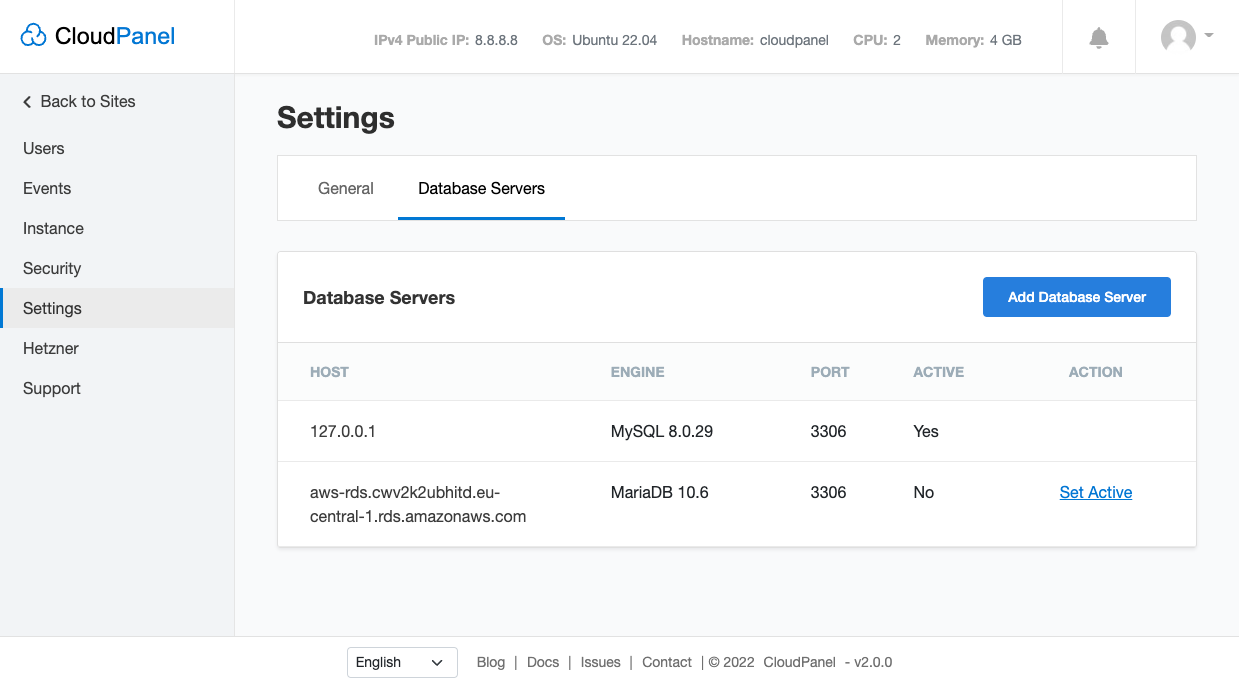 CloudPanel
IPv4 Public IP: 8.8.8.8 OS: Ubuntu 22.04 Hostname: cloudpanel CPU: 2 Memory: 4 GB
Back to Sites
Users
Events
Instance
Security
Settings
Hetzner
Support
Settings
General Database Servers
Database Servers Add Database Server
HOST ENGINE PORT ACTIVE ACTION
127.0.0.1 MySQL 8.0.29 3306 Yes
aws-rds.cwv2k2ubhitd.eu- MariaDB 10.6 3306 No Set Active
central-1.rds.amazonaws.com
English Blog | Docs | Issues | Contact | © 2022 CloudPanel - v2.0.0